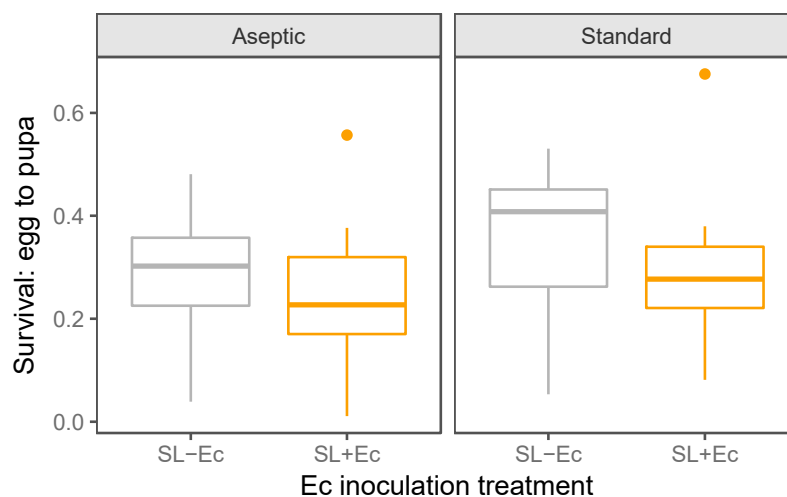 Aseptic Standard
Survival: egg to pupa
0.6
0.4
0.2
0.0
SL−Ec SL+Ec SL−Ec SL+Ec
Ec inoculation treatment